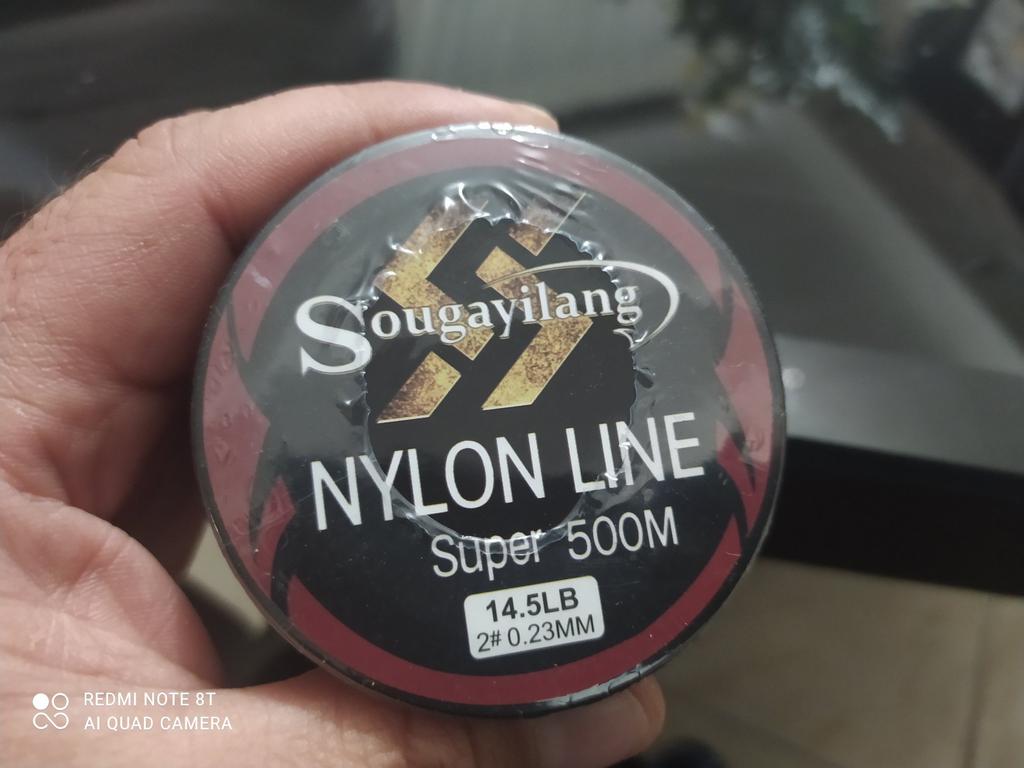 Sougayilang
NYLON LINE
Super 500M
14.5LB
2# 0.23MM
REDMI NOTE 8T
AI QUAD CAMERA